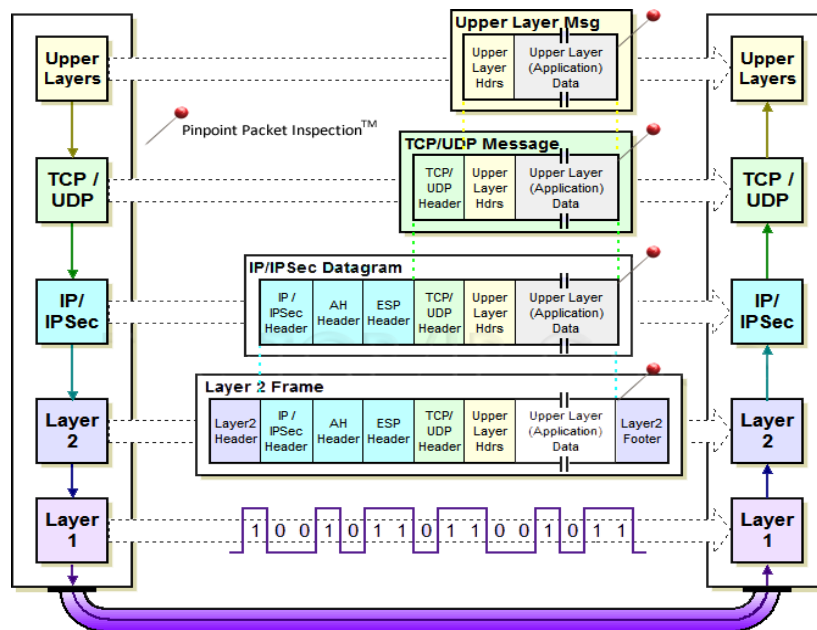 Upper Layer Msg
Upper
Layers
Upper
Layer
Hdrs
Upper Layer
(Application)
Data
Upper
Layers
Pinpoint Packet Inspection™
TCP/UDP Message
TCP /
UDP
TCP/
UDP
Header
Upper
Layer
Hdrs
Upper Layer
(Application)
Data
TCP /
UDP
IP/IPSec Datagram
IP/
IPSec
IP /
IPSec
Header
AH
Header
ESP
Header
TCP/
UDP
Header
Upper
Layer
Hdrs
Upper Layer
(Application)
Data
IP/
IPSec
Layer 2 Frame
Layer
2
Layer2
Header
IP /
IPSec
Header
AH
Header
ESP
Header
TCP/
UDP
Header
Upper
Layer
Hdrs
Upper Layer
(Application)
Data
Layer2
Footer
Layer
2
Layer
1
1 0 0 1 0 1 1 0 1 1 0 0 1 0 1 1
Layer
1